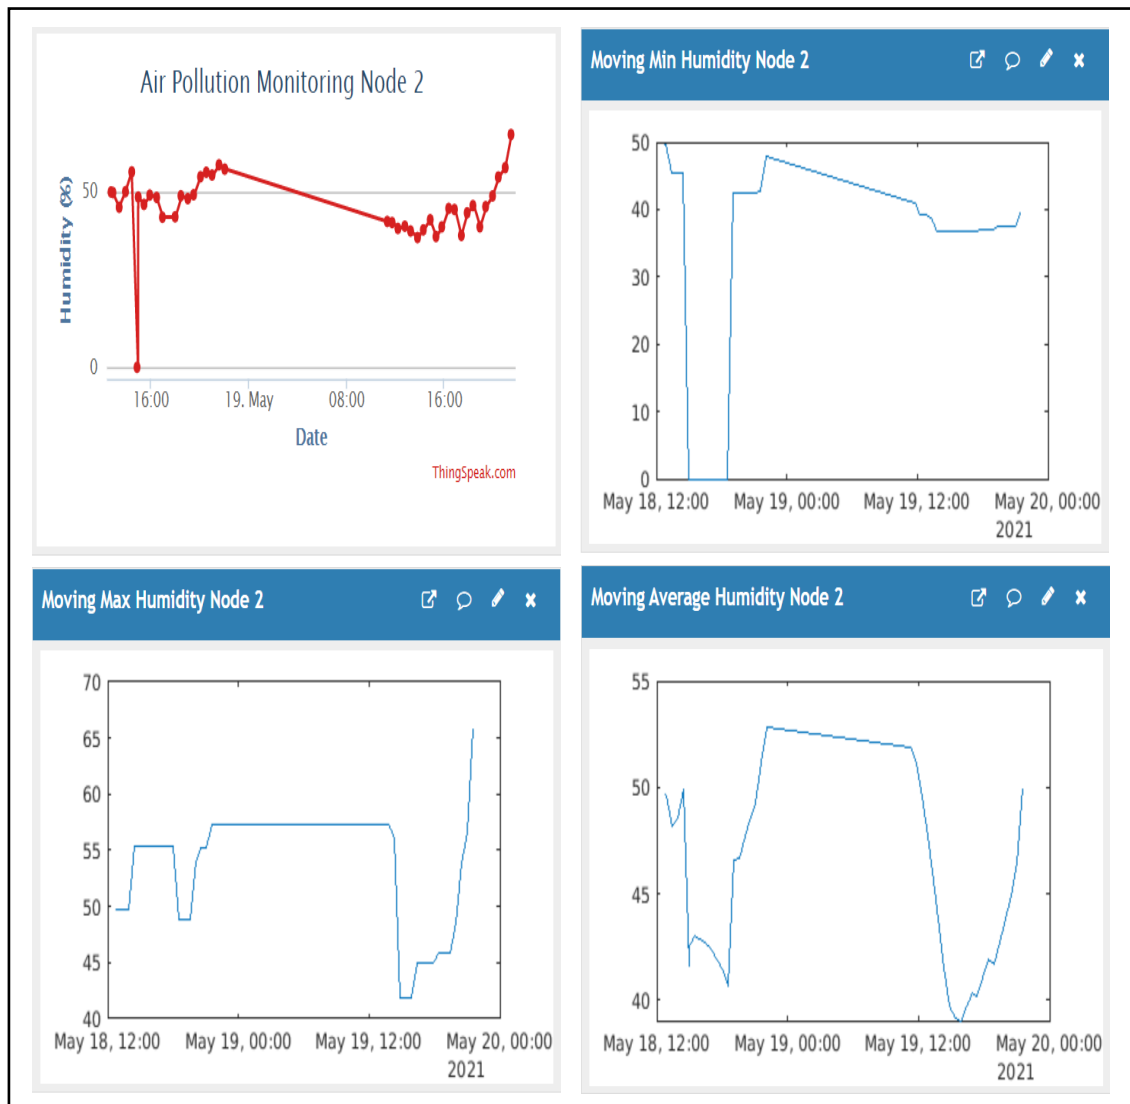 Air Pollution Monitoring Node 2
Humidity (%)
50
0
16:00 19. May 08:00 16:00
Date
ThingSpeak.com
Moving Min Humidity Node 2
50
40
30
20
10
0
May 18, 12:00 May 19, 00:00 May 19, 12:00 May 20, 00:00
2021
Moving Max Humidity Node 2
70
65
60
55
50
45
40
May 18, 12:00 May 19, 00:00 May 19, 12:00 May 20, 00:00
2021
Moving Average Humidity Node 2
55
50
45
40
May 18, 12:00 May 19, 00:00 May 19, 12:00 May 20, 00:00
2021